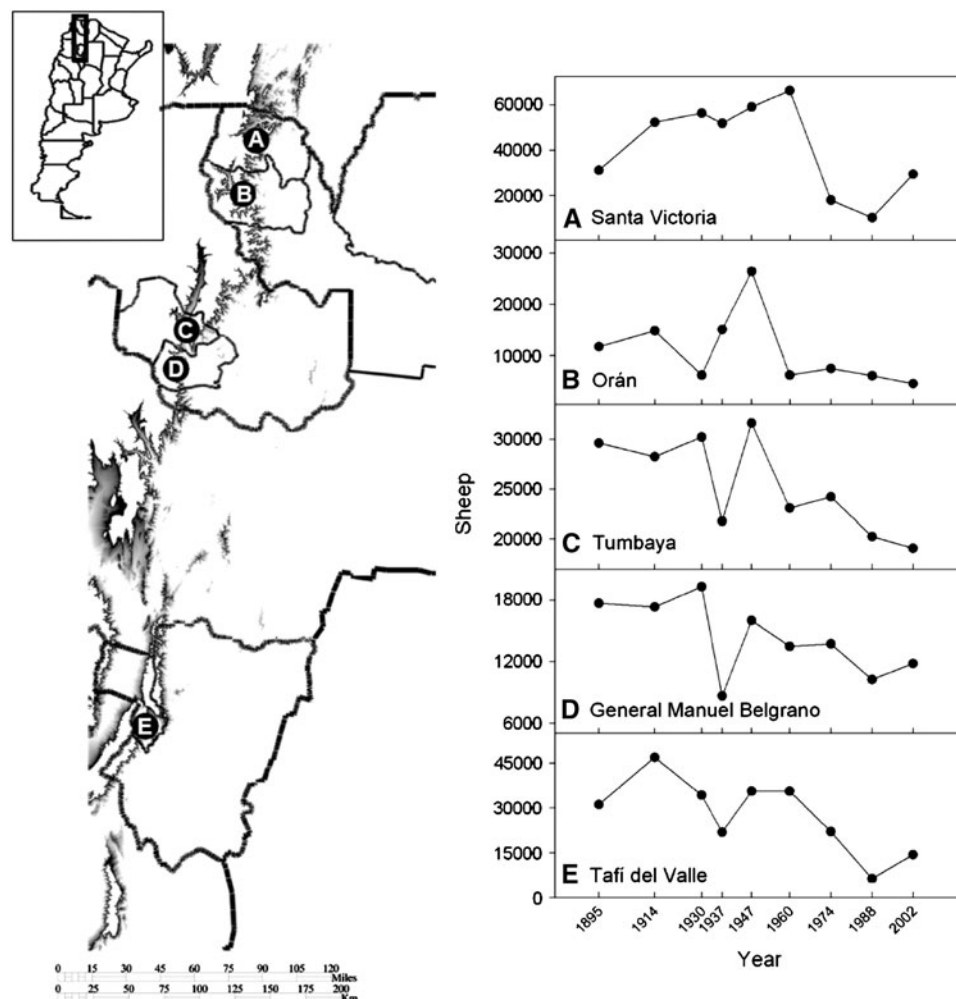 A
B
C
D
E
0 15 30 45 60 75 90 105 120
Miles
0 25 50 75 100 125 150 175 200
Km
Sheep
60000
40000
20000
A Santa Victoria
30000
20000
10000
B Orán
30000
25000
20000
C Tumbaya
18000
12000
6000
D General Manuel Belgrano
45000
30000
15000
0
E Tafí del Valle
1895 1914 1930 1937 1947 1960 1974 1988 2002
Year